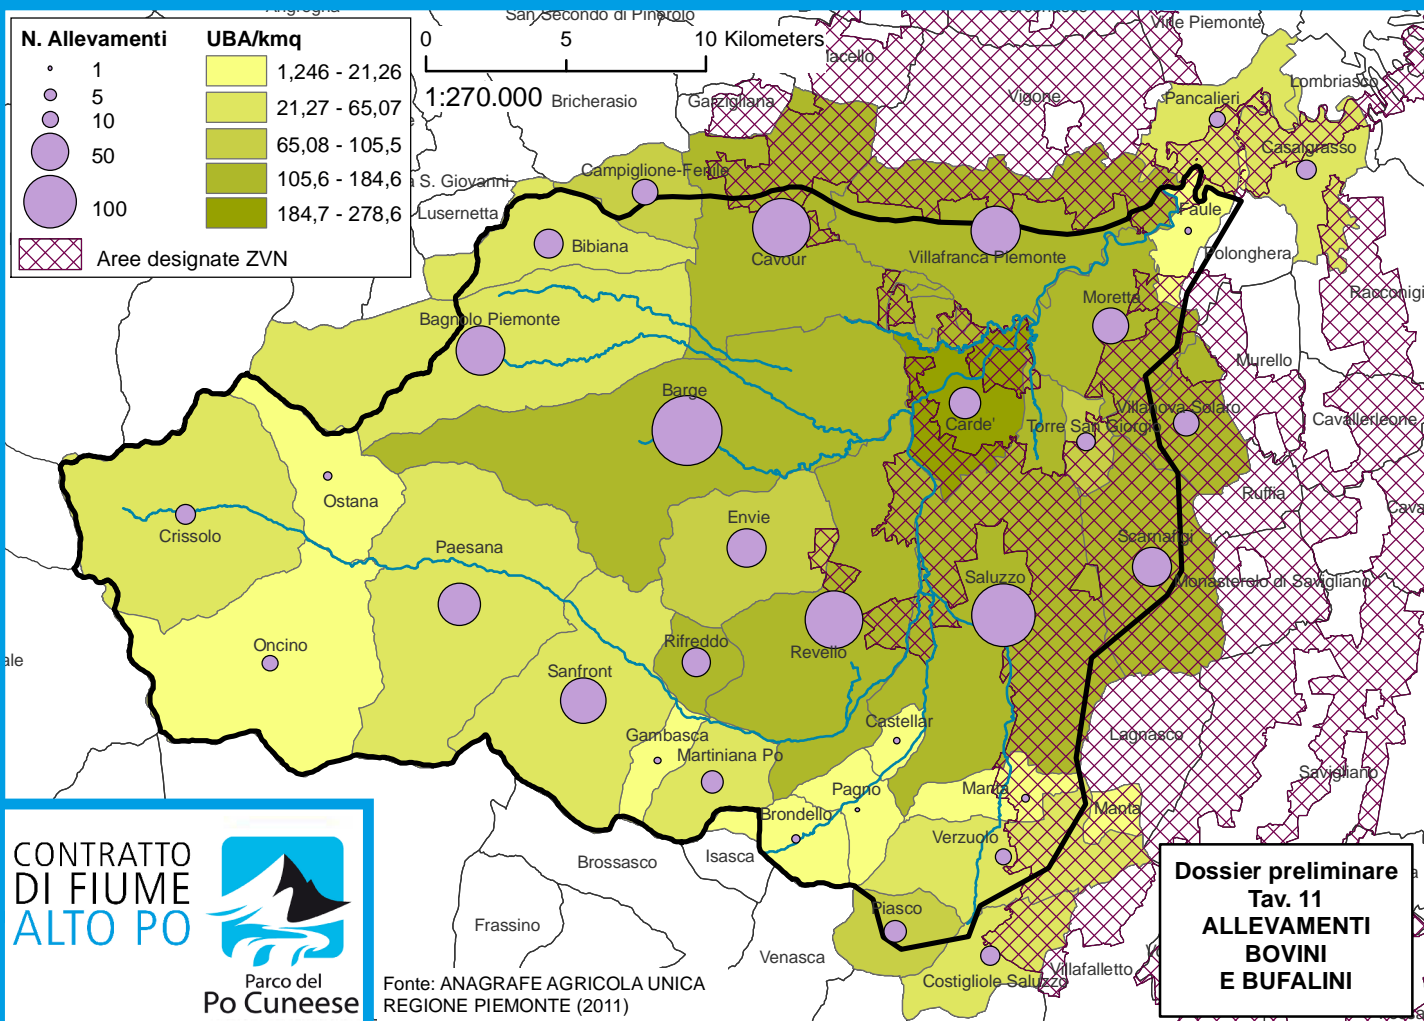 N. Allevamenti
1
5
10
50
100
UBA/kmq
1,246 - 21,26
21,27 - 65,07
65,08 - 105,5
105,6 - 184,6
184,7 - 278,6
Aree designate ZVN
0 5 10 Kilometers
1:270.000
San Secondo di Pinerolo
Virle Piemonte
Lombriasco
Pancalieri
Vigone
Garzigliana
Bricherasio
Casalgrasso
Campiglione-Fenile
S. Giovanni
Lusernetta
Faule
Bibiana
Cavour
Villafranca Piemonte
Polonghera
Racconigi
Moretta
Bagnolo Piemonte
Murello
Barge
Villanova Solaro
Cavallerleone
Carde'
Torre San Giorgio
Ostana
Ruffia
Envie
Crissolo
Paesana
Scarnafigi
Saluzzo
Monasterolo di Savigliano
Oncino
Rifreddo
Revello
Sanfront
Castellar
Gambasca
Lagnasco
Martiniana Po
Savigliano
Pagno
Manta
Manta
Brondello
Verzuolo
Isasca
Brossasco
Piasco
Frassino
Venasca
Villafalletto
Costigliole Saluzzo
CONTRATTO
DI FIUME
ALTO PO
Parco del
Po Cuneese
Fonte: ANAGRAFE AGRICOLA UNICA
REGIONE PIEMONTE (2011)
Dossier preliminare
Tav. 11
ALLEVAMENTI
BOVINI
E BUFALINI